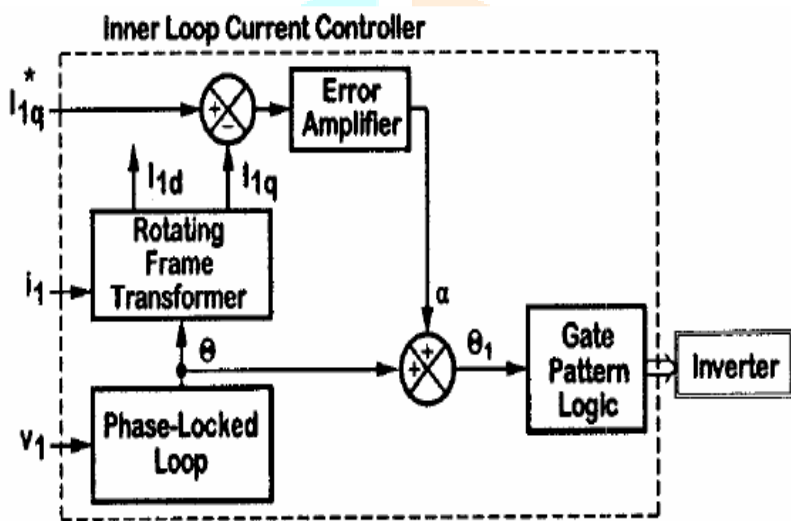 Inner Loop Current Controller
I*1q
+
−
Error
Amplifier
I1d
I1q
Rotating
Frame
Transformer
i1
α
Θ
+
+
Θ1
Gate
Pattern
Logic
Inverter
v1
Phase-Locked
Loop